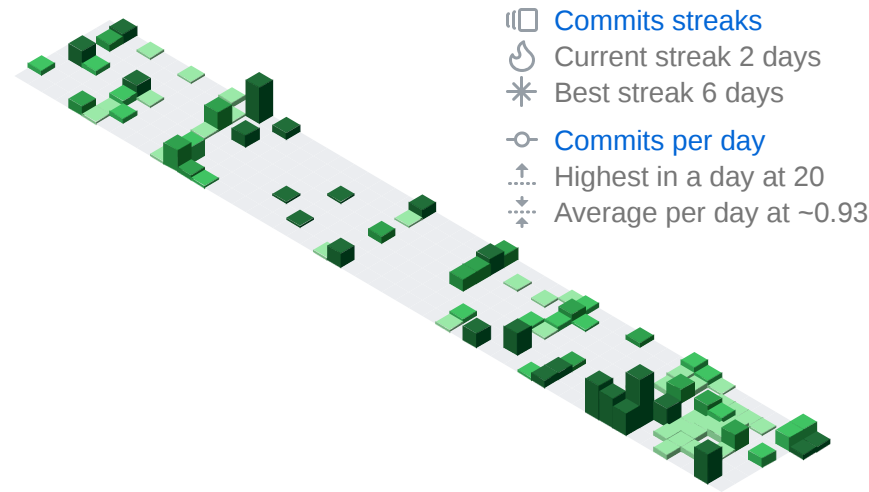 Commits streaks
Current streak 2 days
Best streak 6 days
Commits per day
Highest in a day at 20
Average per day at ~0.93